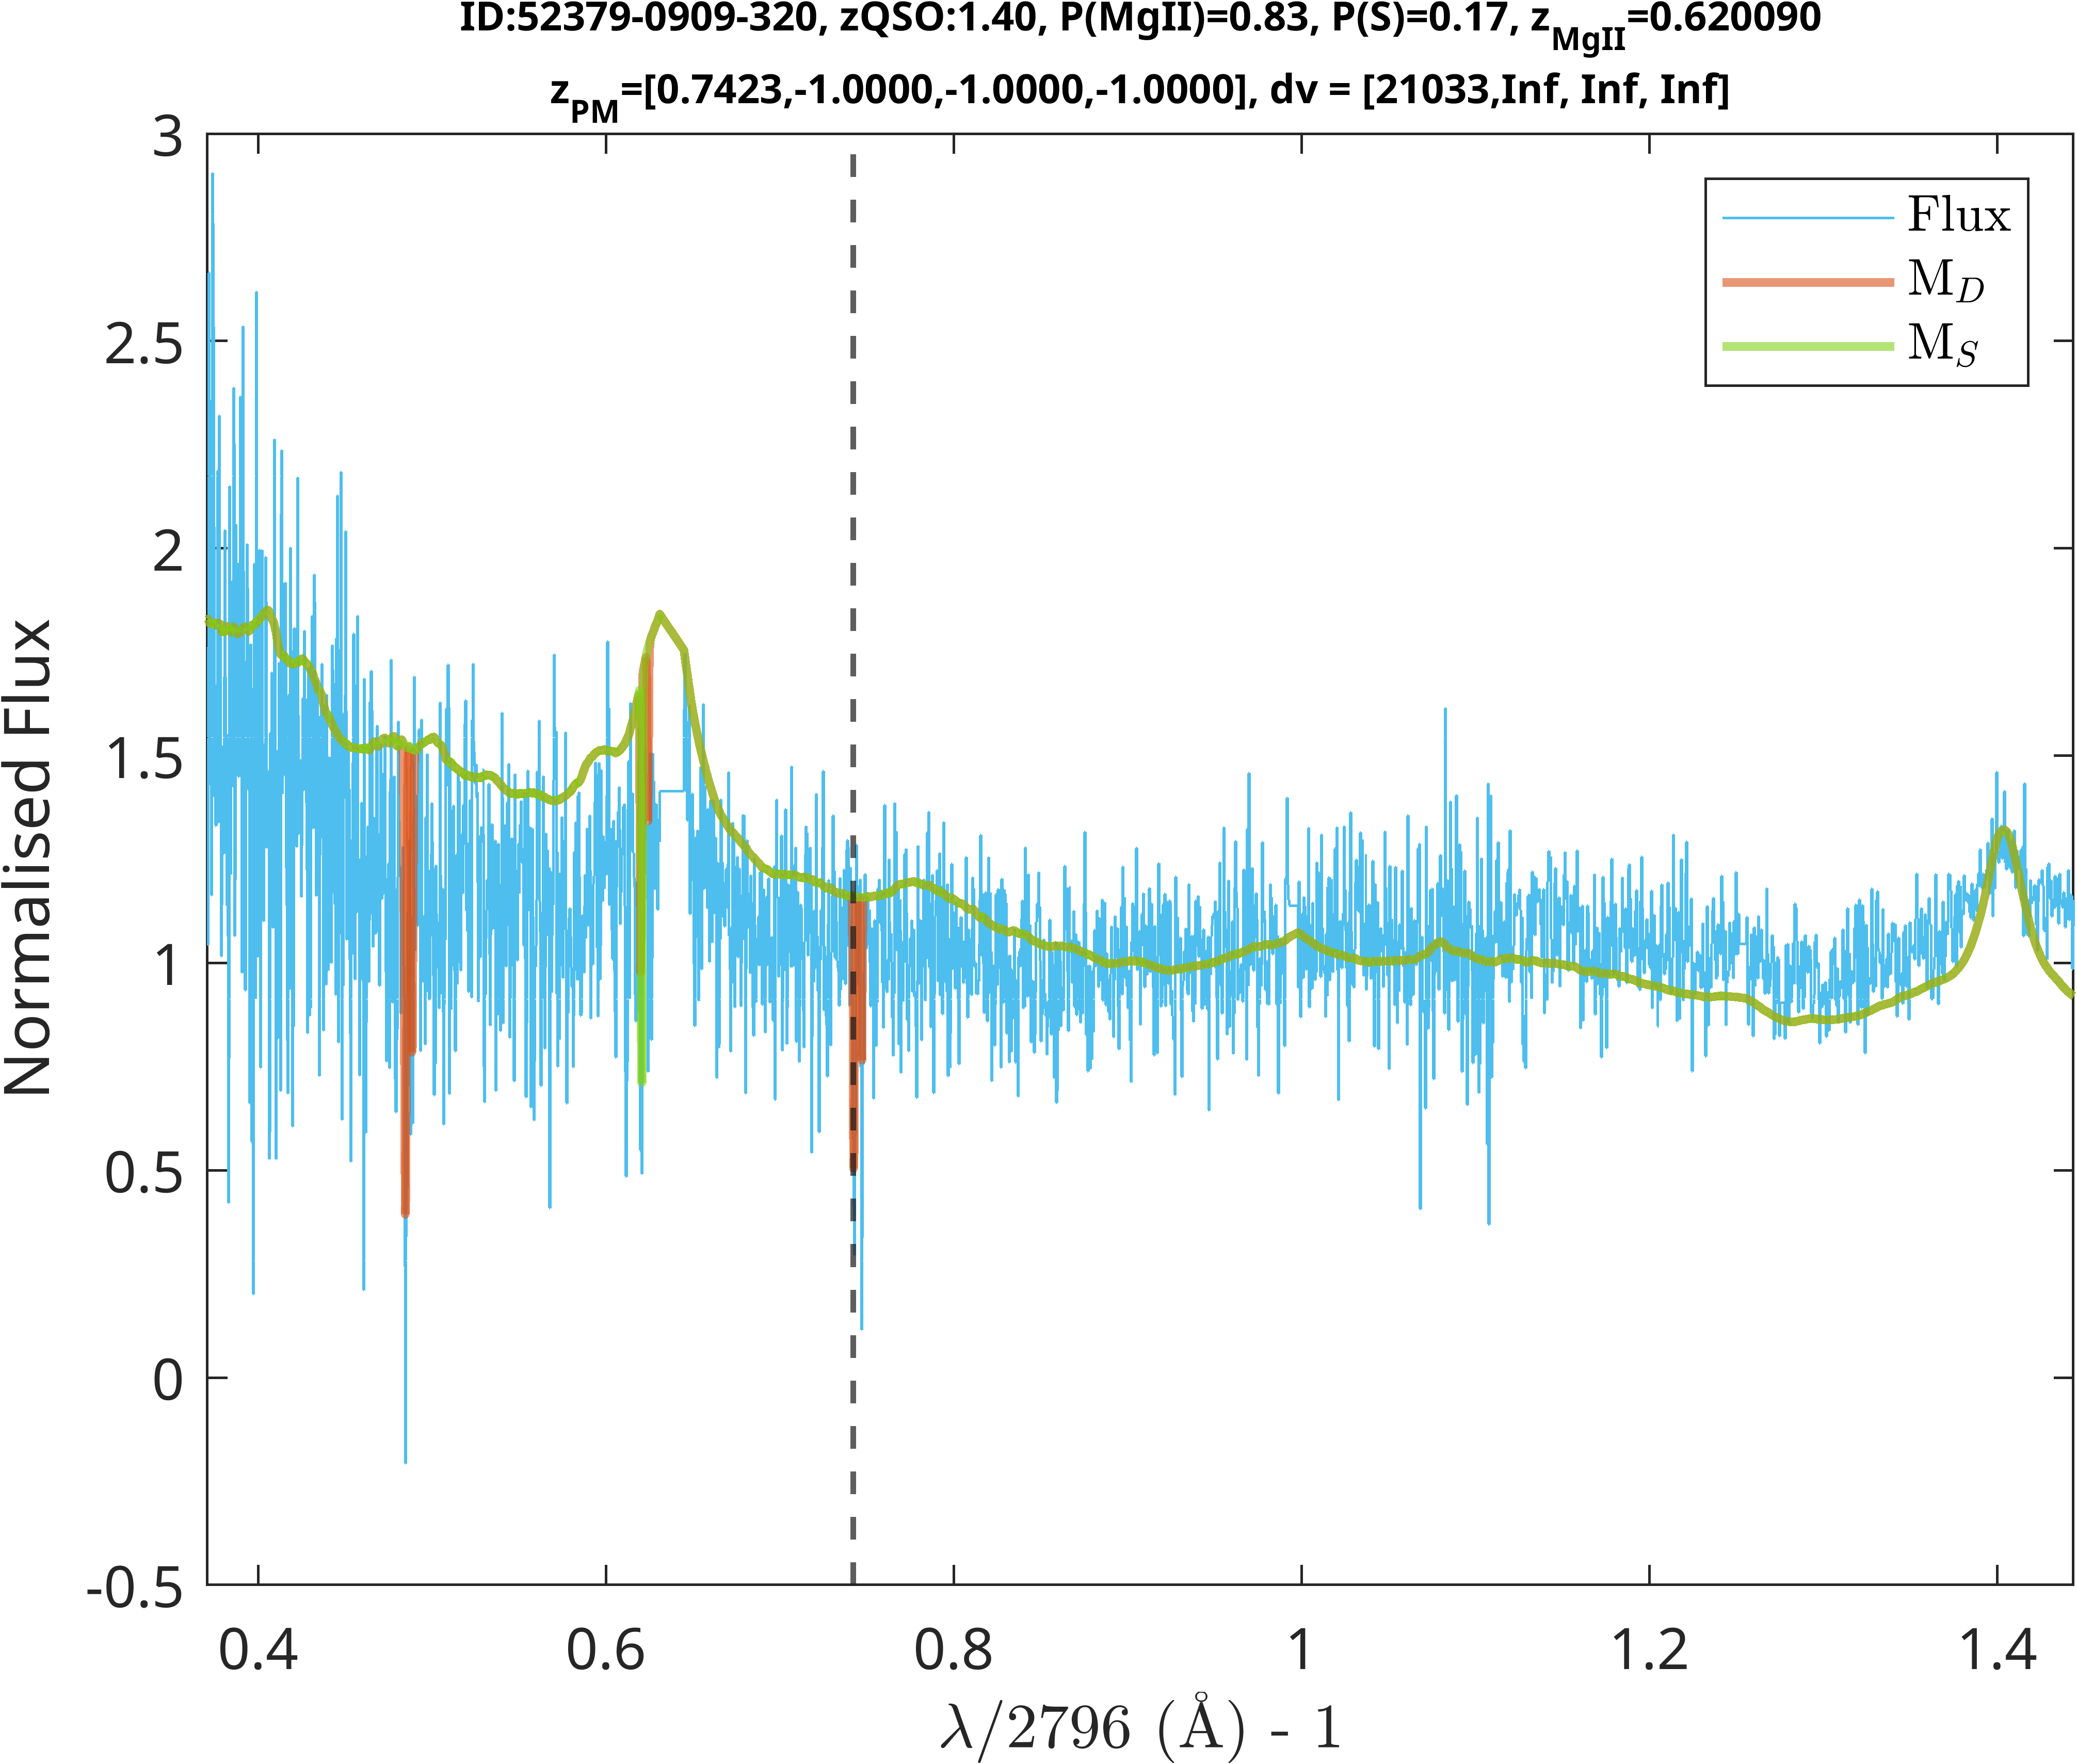 ID:52379-0909-320, zQSO:1.40, P(MgII)=0.83, P(S)=0.17, zMgII=0.620090
zPM=[0.7423,-1.0000,-1.0000,-1.0000], dv = [21033,Inf, Inf, Inf]
3
2.5
2
1.5
1
0.5
0
-0.5
Normalised Flux
Flux
MD
MS
0.4
0.6
0.8
1
1.2
1.4
λ/2796 (Å) - 1